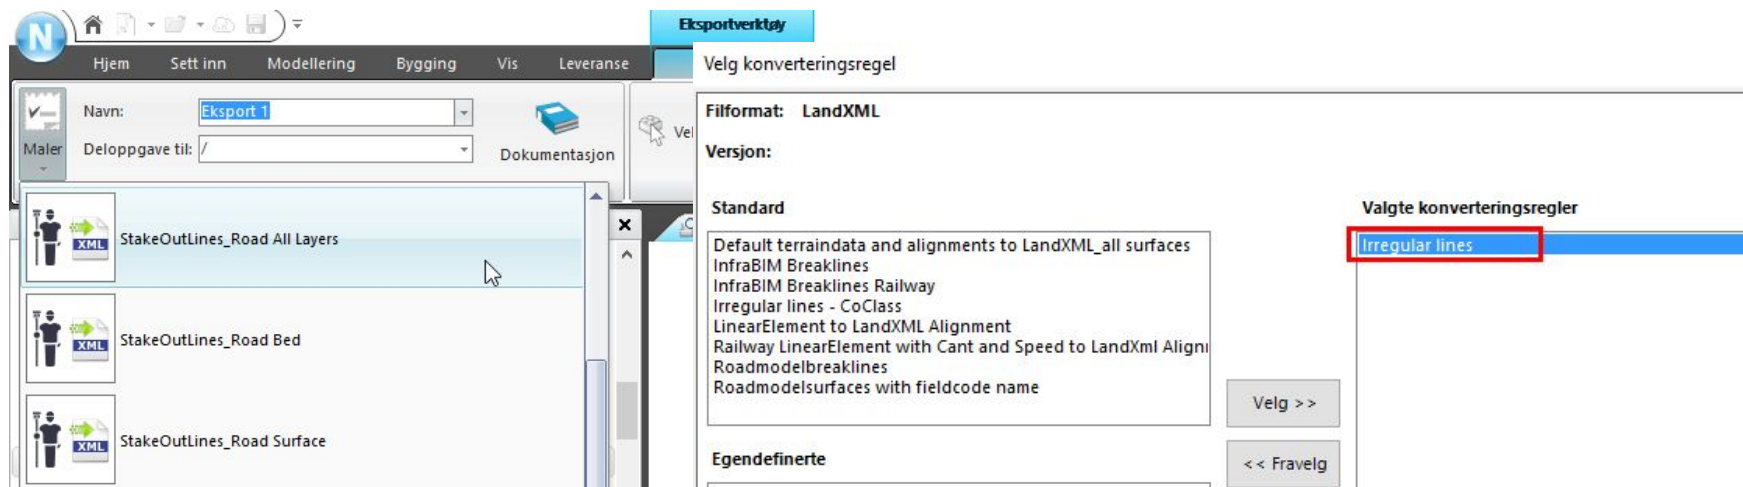 N
Eksportverktøy
Hjem Sett inn Modellering Bygging Vis Leveranse
Maler
Navn: Eksport 1
Deloppgave til: /
Dokumentasjon
XML StakeOutLines_Road All Layers
XML StakeOutLines_Road Bed
XML StakeOutLines_Road Surface
Vel
Velg konverteringsregel
Filformat: LandXML
Versjon:
Standard
Default terraindata and alignments to LandXML_all surfaces
InfraBIM Breaklines
InfraBIM Breaklines Railway
Irregular lines - CoClass
LinearElement to LandXML Alignment
Railway LinearElement with Cant and Speed to LandXml Align
Roadmodelbreaklines
Roadmodelsurfaces with fieldcode name
Egendefinerte
Velg >>
<< Fravelg
Valgte konverteringsregler
Irregular lines